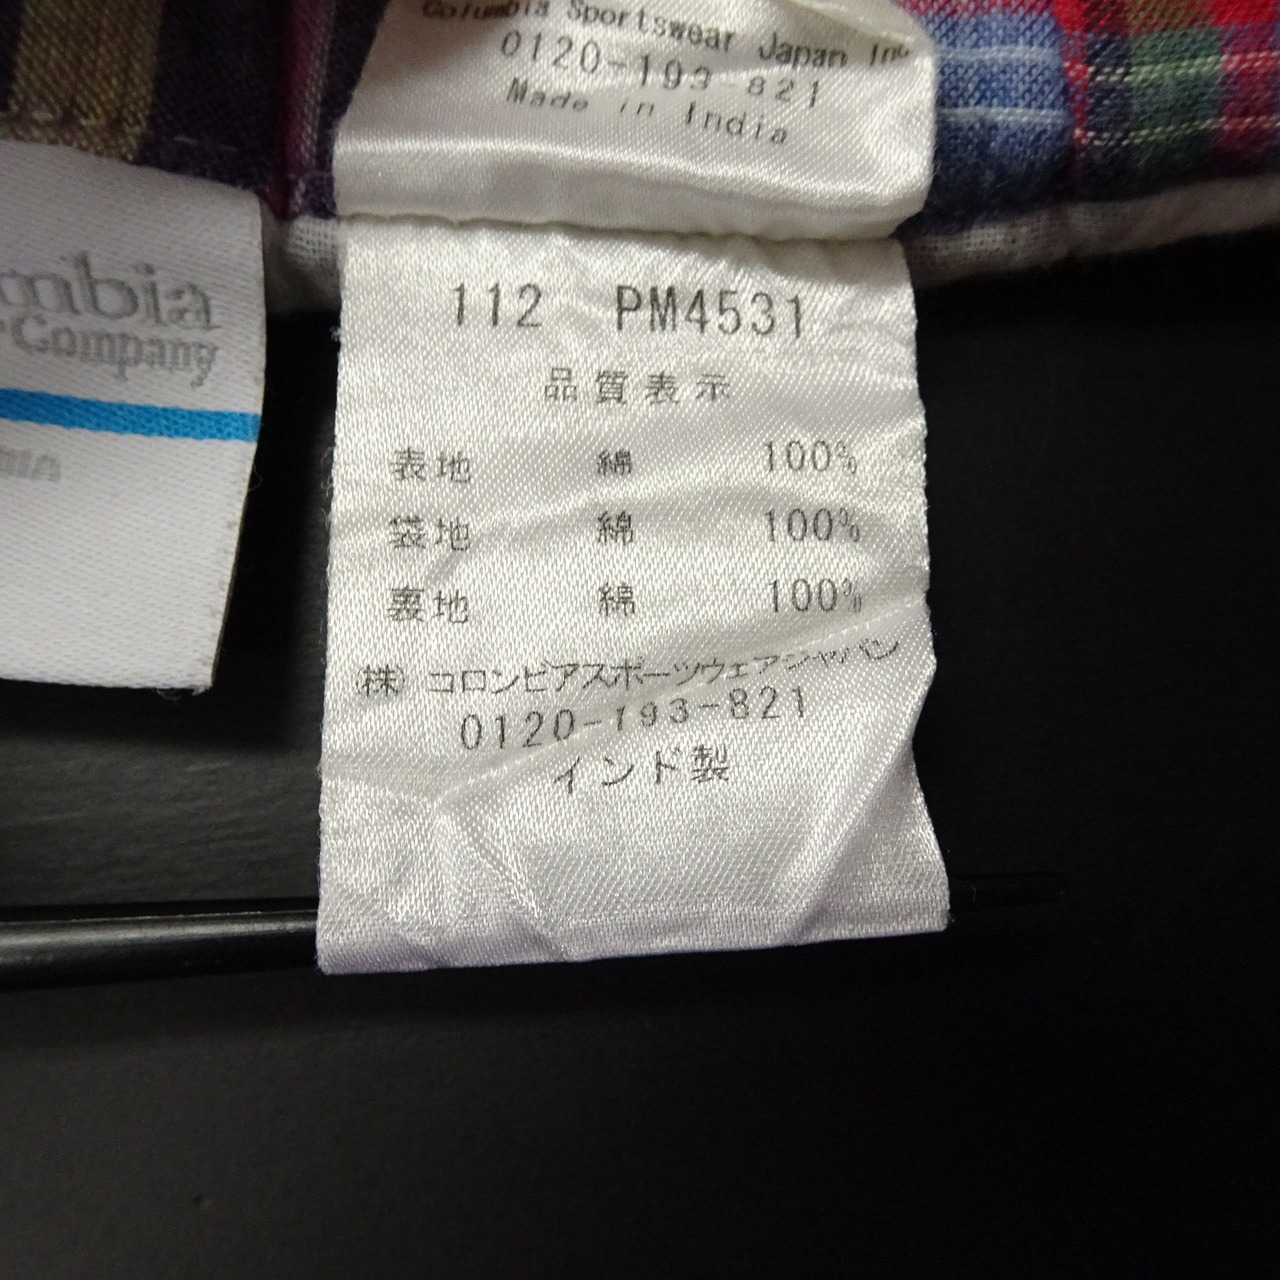 Columbia Sportswear Japan Inc
0120-193-821
Made in India
mbia
Company
112 PM4531
品質表示
表地 綿 100%
袋地 綿 100%
裏地 綿 100%
(株) コロンビアスポーツウェアジャパン
0120-193-821
インド製